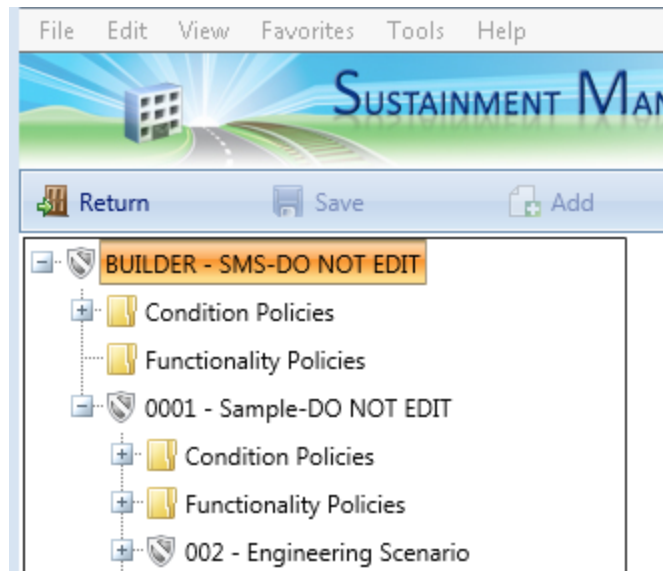 File Edit View Favorites Tools Help
SUSTAINMENT
Return Save Add
BUILDER - SMS-DO NOT EDIT
Condition Policies
Functionality Policies
0001 - Sample-DO NOT EDIT
Condition Policies
Functionality Policies
002 - Engineering Scenario